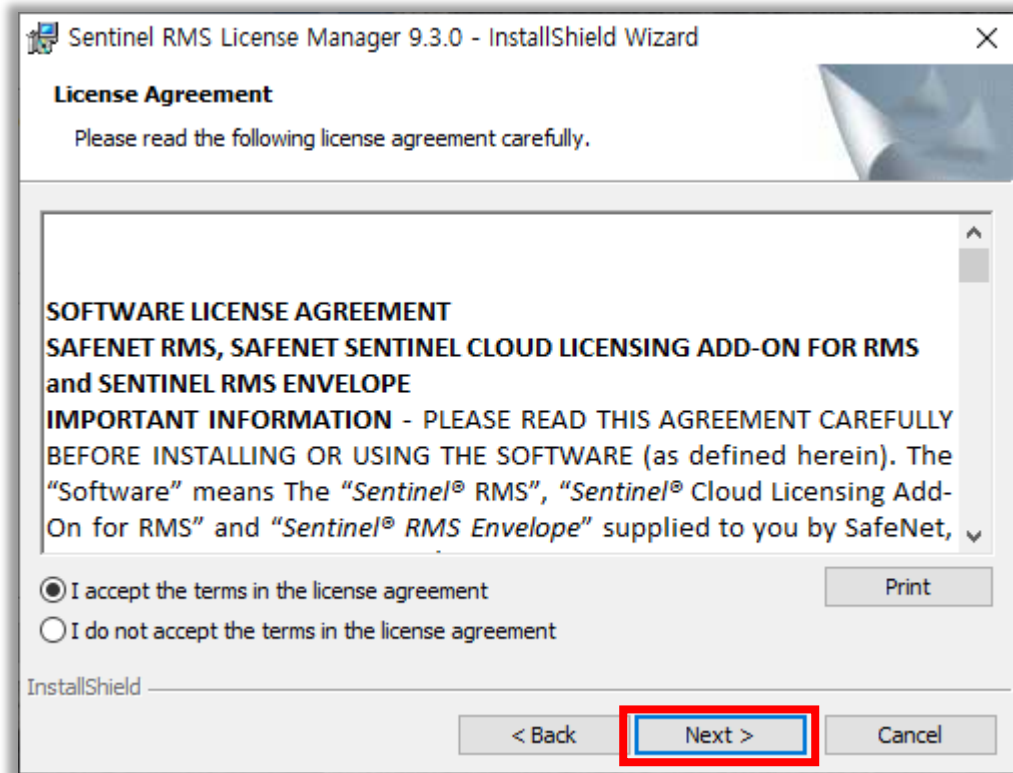 Sentinel RMS License Manager 9.3.0 - InstallShield Wizard
License Agreement
Please read the following license agreement carefully.
SOFTWARE LICENSE AGREEMENT
SAFENET RMS, SAFENET SENTINEL CLOUD LICENSING ADD-ON FOR RMS
and SENTINEL RMS ENVELOPE
IMPORTANT INFORMATION - PLEASE READ THIS AGREEMENT CAREFULLY
BEFORE INSTALLING OR USING THE SOFTWARE (as defined herein). The
“Software” means The “Sentinel® RMS”, “Sentinel® Cloud Licensing Add-
On for RMS” and “Sentinel® RMS Envelope” supplied to you by SafeNet,
I accept the terms in the license agreement
Print
I do not accept the terms in the license agreement
InstallShield
< Back
Next >
Cancel